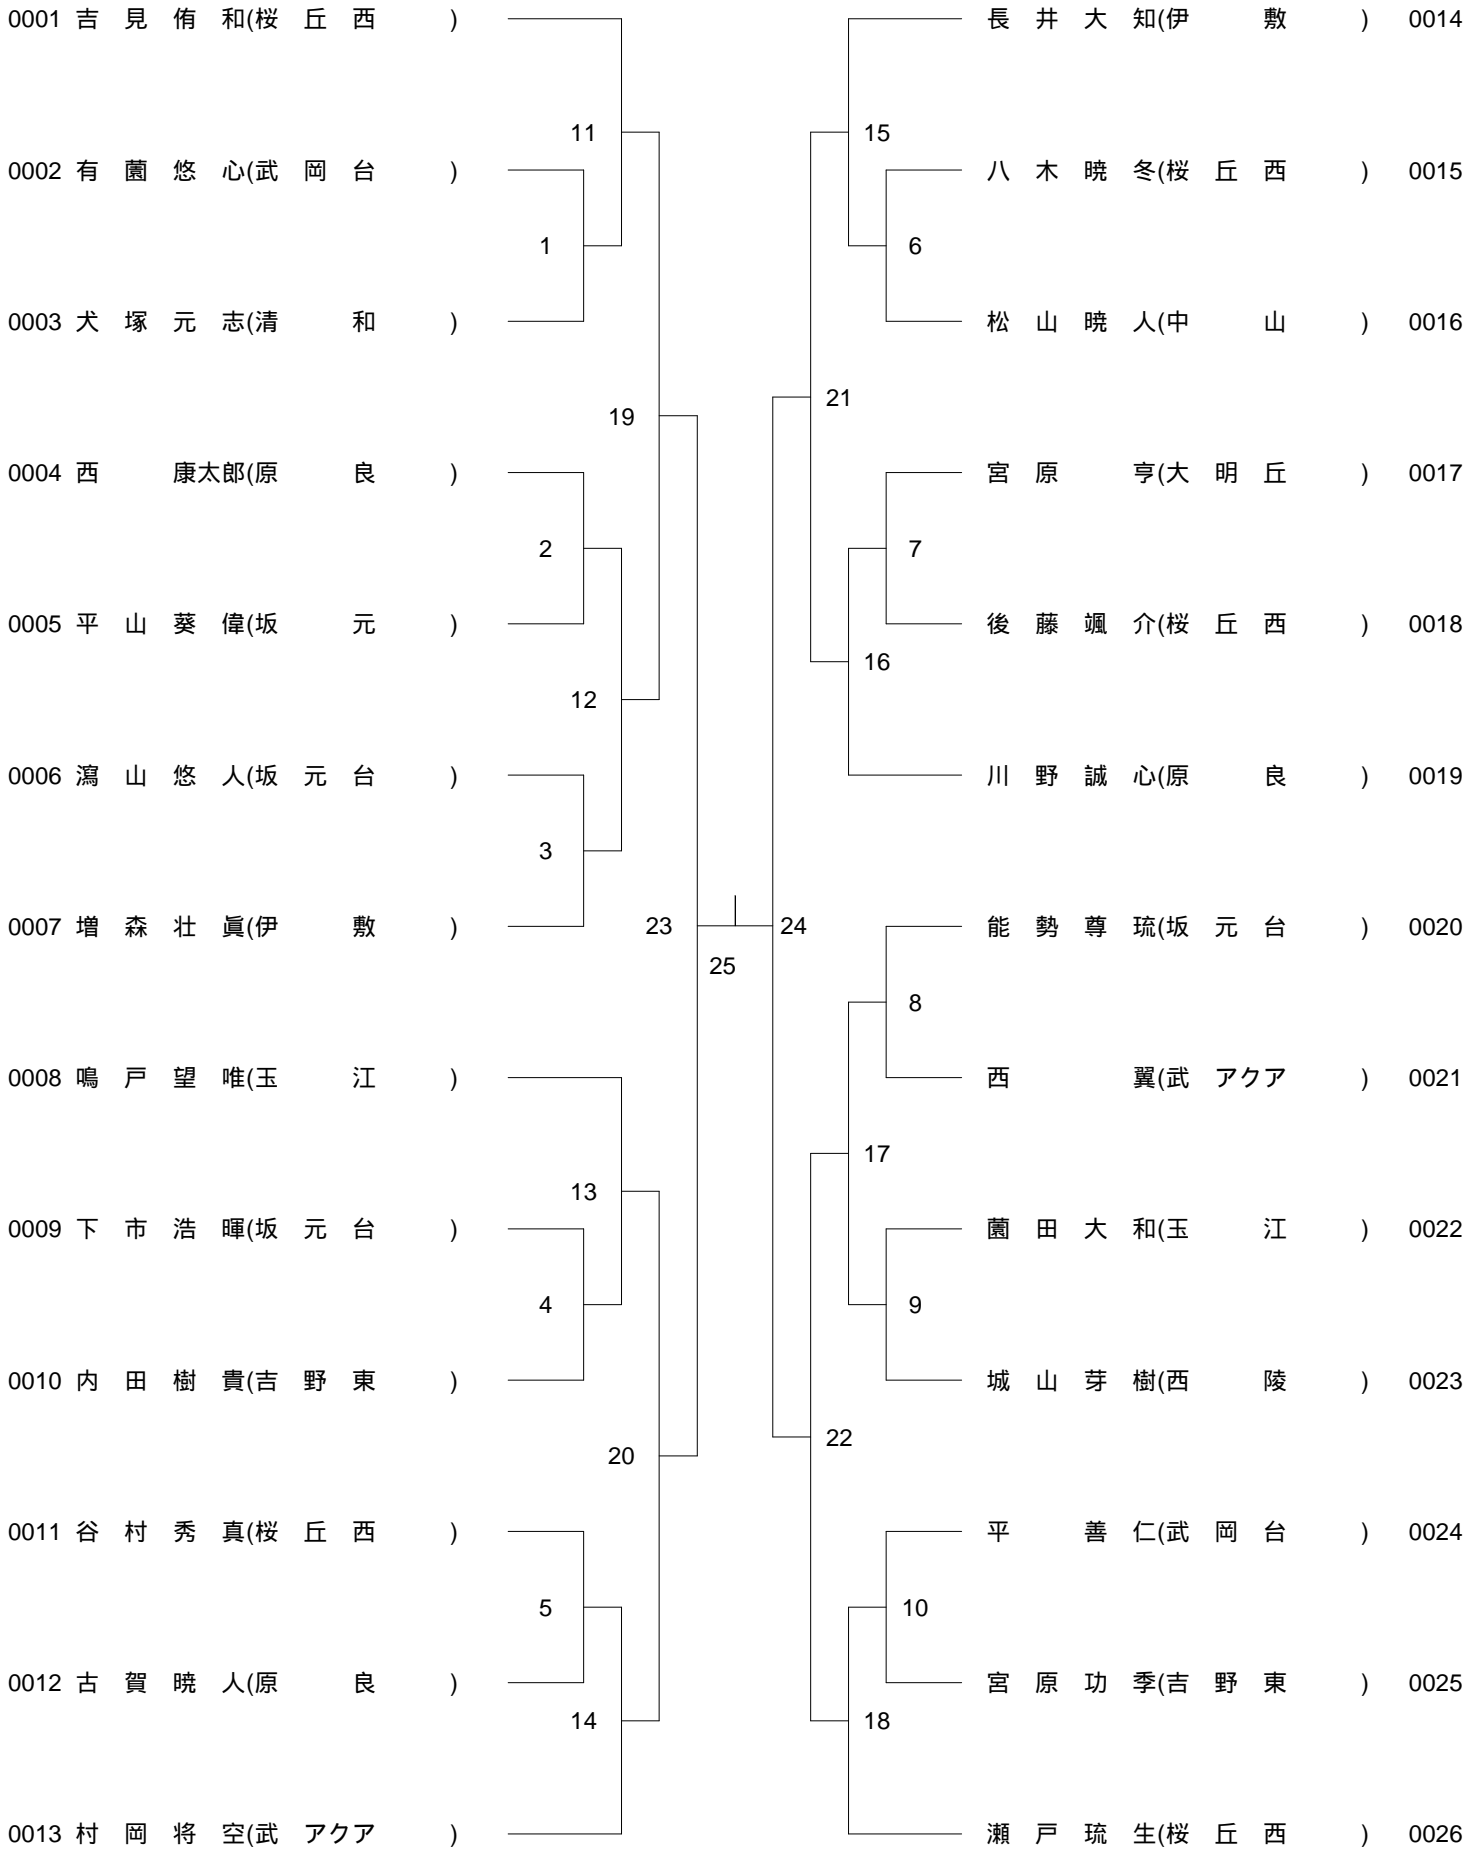 0001 吉 見 侑 和(桜 丘 西 ) 長 井 大 知(伊 敷 ) 0014
11 15
0002 有 薗 悠 心(武 岡 台 ) 八 木 暁 冬(桜 丘 西 ) 0015
1 6
0003 犬 塚 元 志(清 和 ) 松 山 暁 人(中 山 ) 0016
21
19
0004 西 康太郎(原 良 ) 宮 原 亨(大 明 丘 ) 0017
2 7
0005 平 山 葵 偉(坂 元 ) 後 藤 颯 介(桜 丘 西 ) 0018
16
12
0006 瀉 山 悠 人(坂 元 台 ) 川 野 誠 心(原 良 ) 0019
3
0007 増 森 壮 眞(伊 敷 ) 23 24 能 勢 尊 琉(坂 元 台 ) 0020
25
8
0008 鳴 戸 望 唯(玉 江 ) 西 翼(武 アクア ) 0021
17
13
0009 下 市 浩 暉(坂 元 台 ) 薗 田 大 和(玉 江 ) 0022
4 9
0010 内 田 樹 貴(吉 野 東 ) 城 山 芽 樹(西 陵 ) 0023
22
20
0011 谷 村 秀 真(桜 丘 西 ) 平 善 仁(武 岡 台 ) 0024
5 10
0012 古 賀 暁 人(原 良 ) 宮 原 功 季(吉 野 東 ) 0025
14 18
0013 村 岡 将 空(武 アクア ) 瀬 戸 琉 生(桜 丘 西 ) 0026